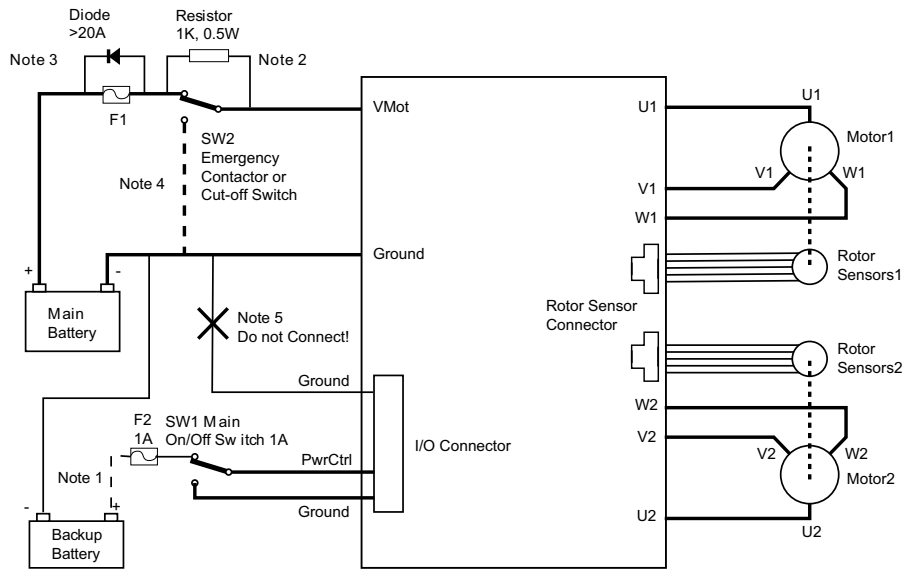 Diode
>20A
Resistor
1K, 0.5W
Note 3
Note 2
F1
VMot
SW2
Emergency
Contactor or
Cut-off Switch
Note 4
Ground
+
-
Main
Battery
Note 5
Do not Connect!
Ground
F2
1A
SW1 Main
On/Off Switch 1A
PwrCtrl
I/O Connector
Note 1
Ground
-
+
Backup
Battery
U1
U1
Motor1
V1
W1
V1
W1
Rotor
Sensors1
Rotor Sensor
Connector
Rotor
Sensors2
W2
V2
V2
W2
Motor2
U2
U2